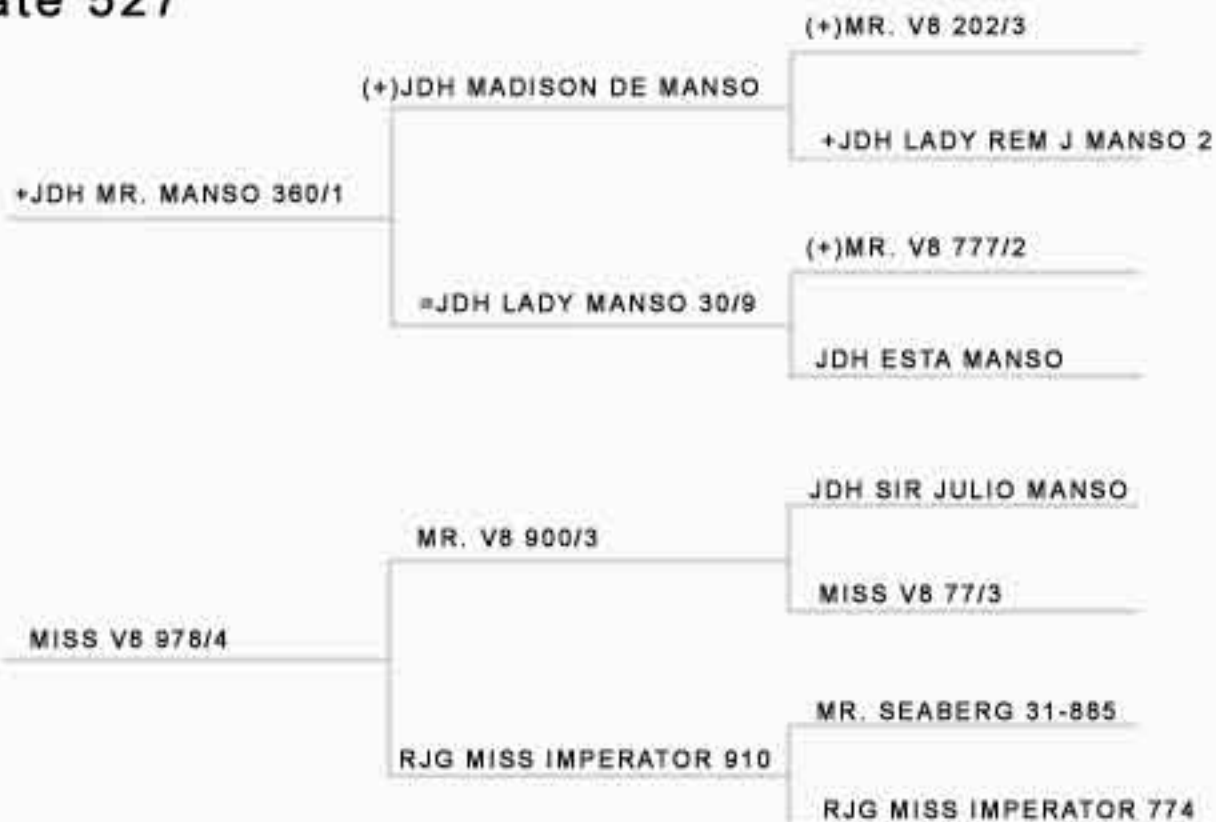 527
(+)MR. V8 202/3
(+)JDH MADISON DE MANSO
+JDH LADY REM J MANSO 2
+JDH MR. MANSO 360/1
(+)MR. V8 777/2
=JDH LADY MANSO 30/9
JDH ESTA MANSO
JDH SIR JULIO MANSO
MR. V8 900/3
MISS V8 77/3
MISS V8 978/4
MR. SEABERG 31-885
RJG MISS IMPERATOR 910
RJG MISS IMPERATOR 774